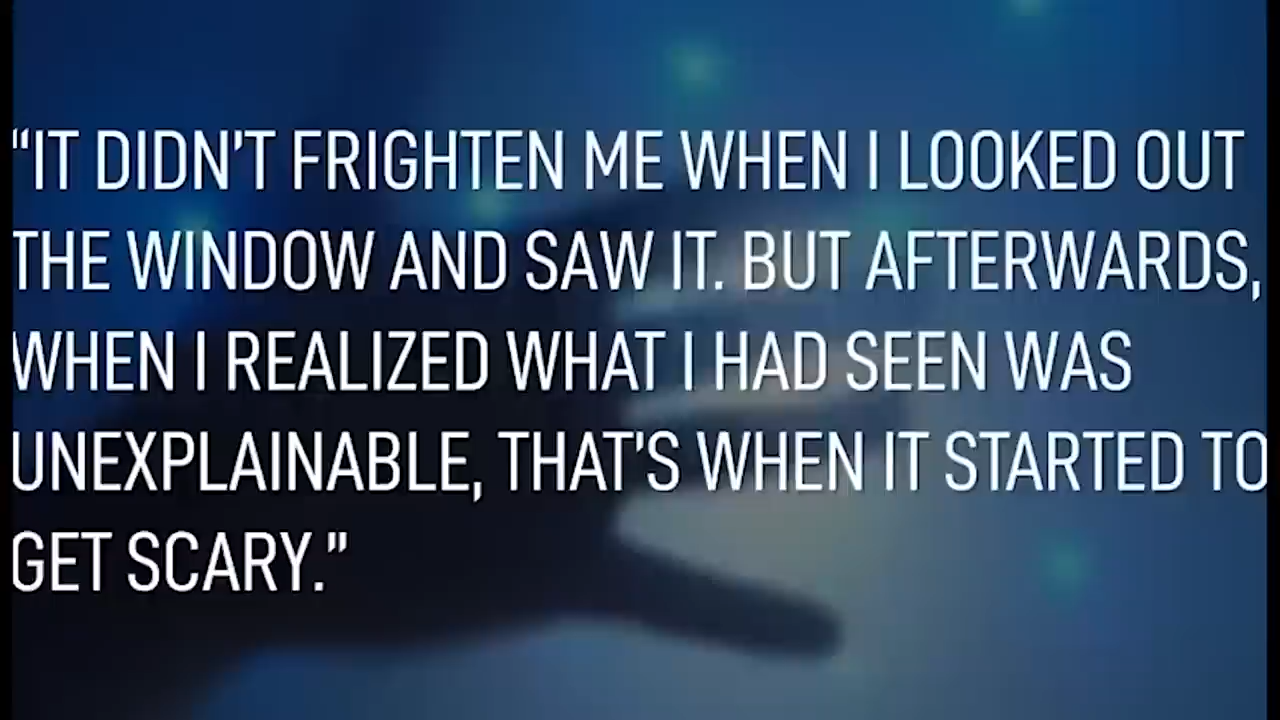 “IT DIDN’T FRIGHTEN ME WHEN I LOOKED OUT
THE WINDOW AND SAW IT. BUT AFTERWARDS,
WHEN I REALIZED WHAT I HAD SEEN WAS
UNEXPLAINABLE, THAT’S WHEN IT STARTED TO
GET SCARY.”